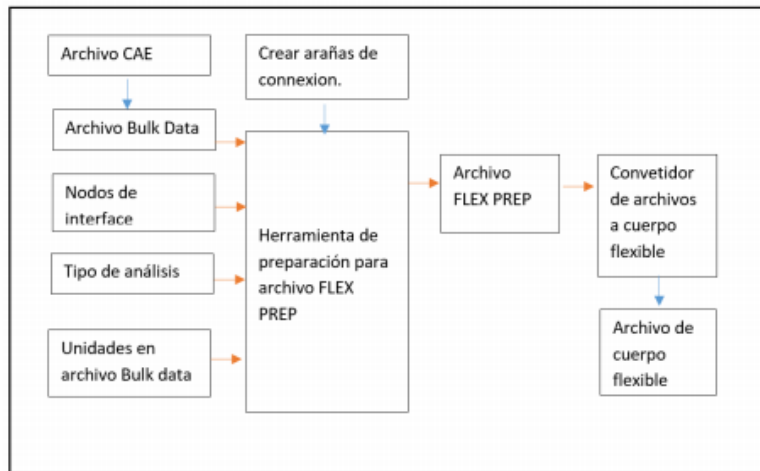 Archivo CAE
Archivo Bulk Data
Nodos de
interface
Tipo de análisis
Unidades en
archivo Bulk data
Crear arañas de
connexion.
Herramienta de
preparación para
archivo FLEX
PREP
Archivo
FLEX PREP
Convetidor
de archivos
a cuerpo
flexible
Archivo de
cuerpo
flexible